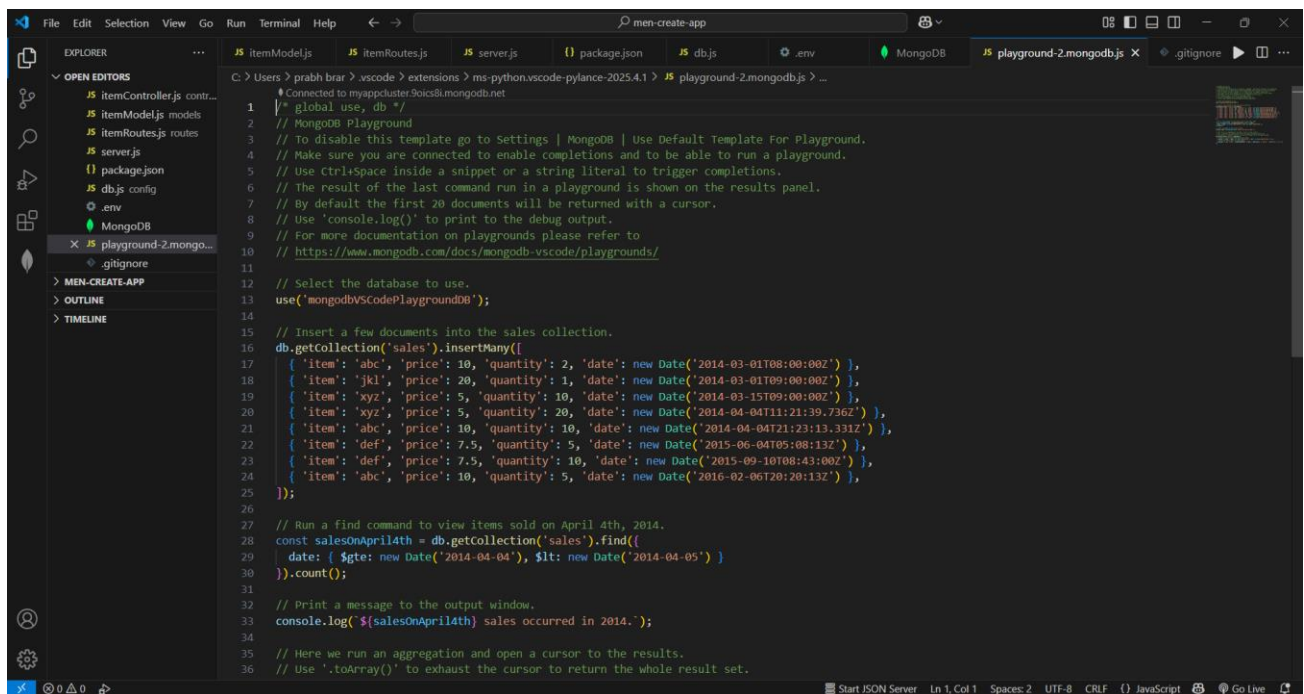 File Edit Selection View Go Run Terminal Help
men-create-app
EXPLORER
OPEN EDITORS
JS itemController.js contr...
JS itemModel.js models
JS itemRoutes.js routes
JS server.js
{} package.json
JS db.js config
.env
MongoDB
JS playground-2.mongo...
.gitignore
MEN-CREATE-APP
OUTLINE
TIMELINE
JS itemModel.js JS itemRoutes.js JS server.js {} package.json JS db.js .env MongoDB JS playground-2.mongodb.js .gitignore
C: > Users > prabh brar > .vscode > extensions > ms-python.vscode-pylance-2025.4.1 > JS playground-2.mongodb.js > ...
Connected to myappcluster.9oics8i.mongodb.net
1 /* global use, db */
2 // MongoDB Playground
3 // To disable this template go to Settings | MongoDB | Use Default Template For Playground.
4 // Make sure you are connected to enable completions and to be able to run a playground.
5 // Use Ctrl+Space inside a snippet or a string literal to trigger completions.
6 // The result of the last command run in a playground is shown on the results panel.
7 // By default the first 20 documents will be returned with a cursor.
8 // Use 'console.log()' to print to the debug output.
9 // For more documentation on playgrounds please refer to
10 // https://www.mongodb.com/docs/mongodb-vscode/playgrounds/
11
12 // Select the database to use.
13 use('mongodbVSCodePlaygroundDB');
14
15 // Insert a few documents into the sales collection.
16 db.getCollection('sales').insertMany([
17 { 'item': 'abc', 'price': 10, 'quantity': 2, 'date': new Date('2014-03-01T08:00:00Z') },
18 { 'item': 'jkl', 'price': 20, 'quantity': 1, 'date': new Date('2014-03-01T09:00:00Z') },
19 { 'item': 'xyz', 'price': 5, 'quantity': 10, 'date': new Date('2014-03-15T09:00:00Z') },
20 { 'item': 'xyz', 'price': 5, 'quantity': 20, 'date': new Date('2014-04-04T11:21:39.736Z') },
21 { 'item': 'abc', 'price': 10, 'quantity': 10, 'date': new Date('2014-04-04T21:23:13.331Z') },
22 { 'item': 'def', 'price': 7.5, 'quantity': 5, 'date': new Date('2015-06-04T05:08:13Z') },
23 { 'item': 'def', 'price': 7.5, 'quantity': 10, 'date': new Date('2015-09-10T08:43:00Z') },
24 { 'item': 'abc', 'price': 10, 'quantity': 5, 'date': new Date('2016-02-06T20:20:13Z') },
25 ]);
26
27 // Run a find command to view items sold on April 4th, 2014.
28 const salesOnApril4th = db.getCollection('sales').find({
29 date: { $gte: new Date('2014-04-04'), $lt: new Date('2014-04-05') }
30 }).count();
31
32 // Print a message to the output window.
33 console.log(`${salesOnApril4th} sales occurred in 2014.`);
34
35 // Here we run an aggregation and open a cursor to the results.
36 // Use '.toArray()' to exhaust the cursor to return the whole result set.
0 0 Start JSON Server Ln 1, Col 1 Spaces: 2 UTF-8 CRLF {} JavaScript Go Live